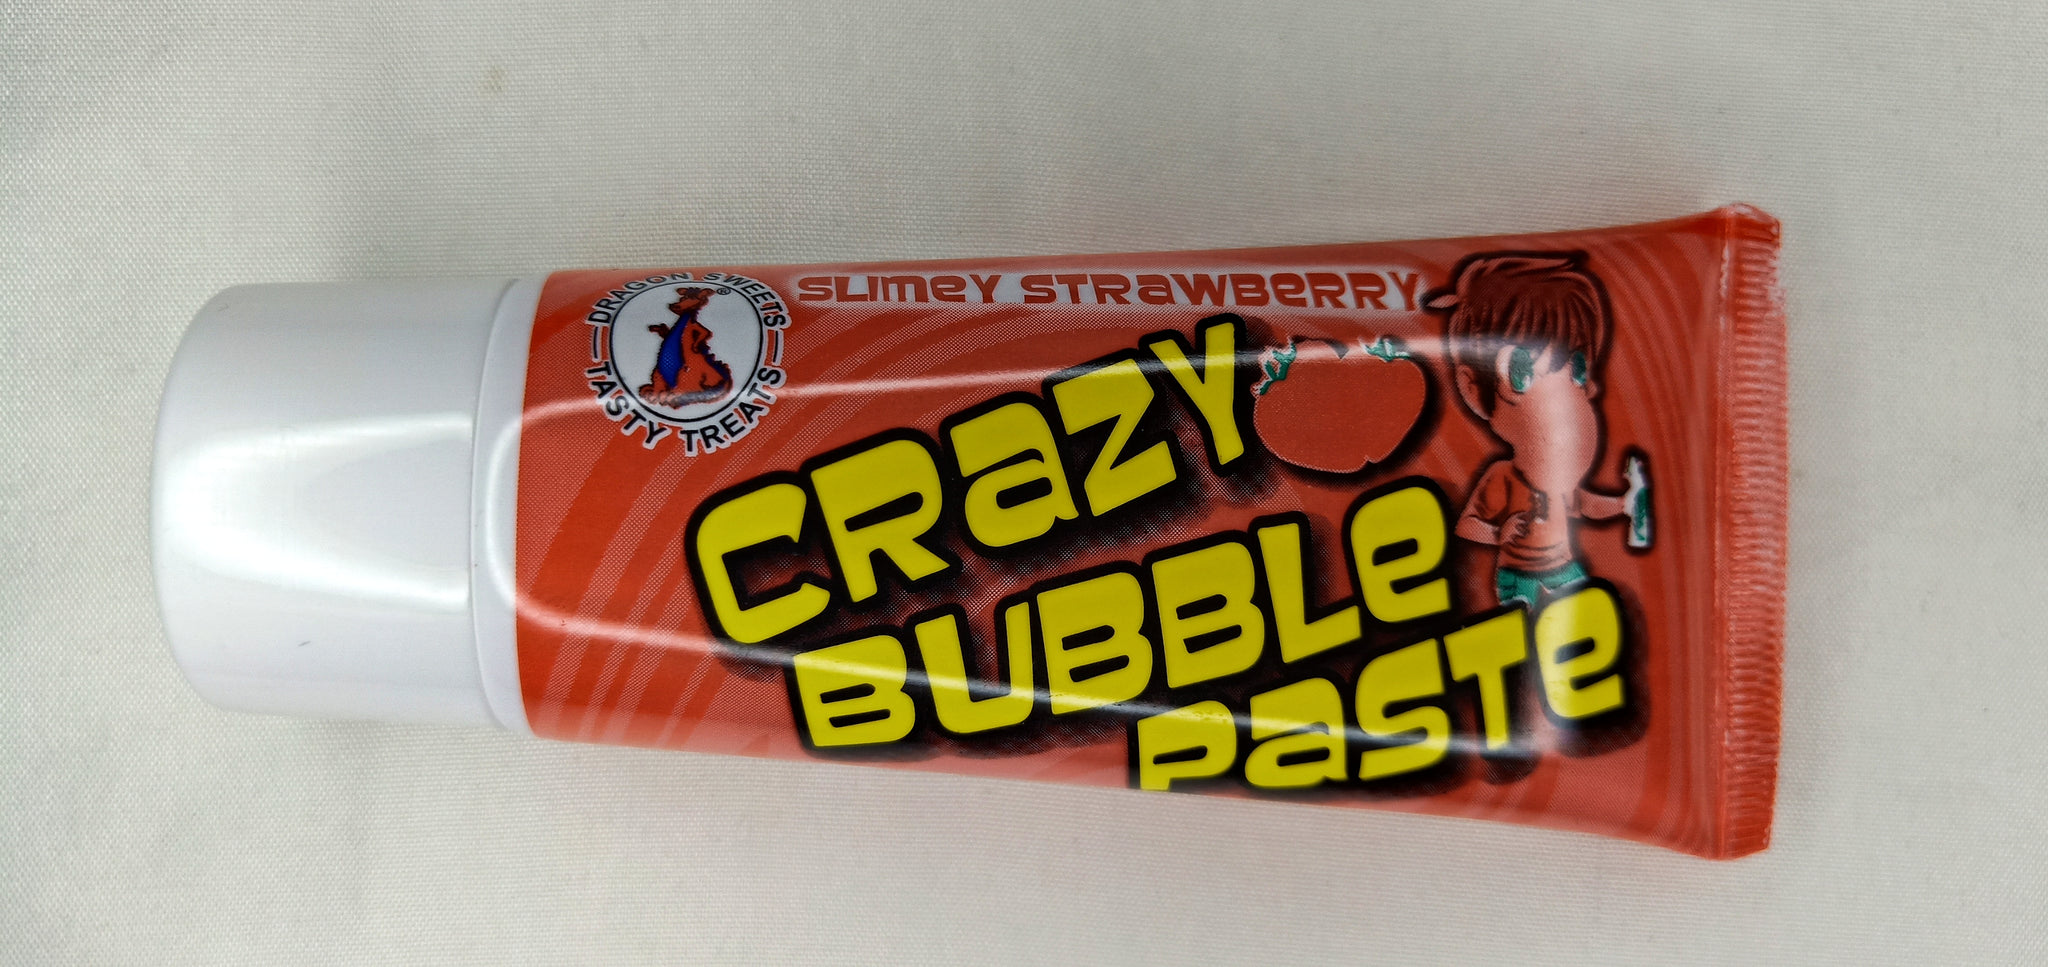 DRAGON SWEETS®
TASTY TREATS
SLIMEY STRAWBERRY
CRAZY
BUBBLE
PASTE